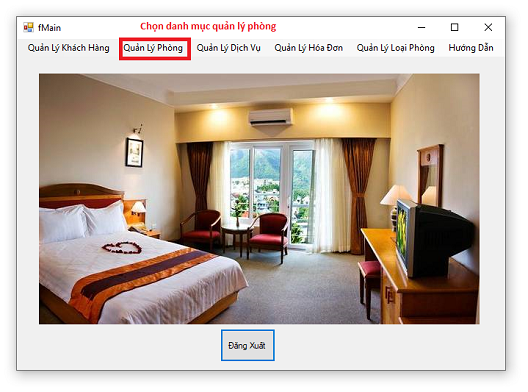 fMain
Chọn danh mục quản lý phòng
Quản Lý Khách Hàng Quản Lý Phòng Quản Lý Dịch Vụ Quản Lý Hóa Đơn Quản Lý Loại Phòng Hướng Dẫn
Đăng Xuất